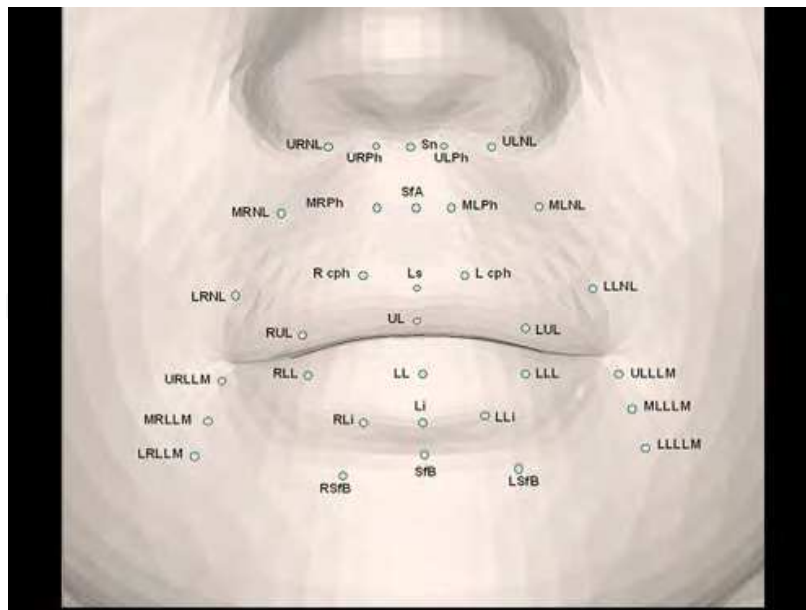 URNL URPh Sn ULPh ULNL
MRNL MRPh SfA MLPh MLNL
LRNL R cph Ls L cph LLNL
RUL UL LUL
URLLM RLL LL LLL ULLLM
MRLLM RLi Li LLi MLLLM
LRLLM RSfB SfB LSfB LLLLM